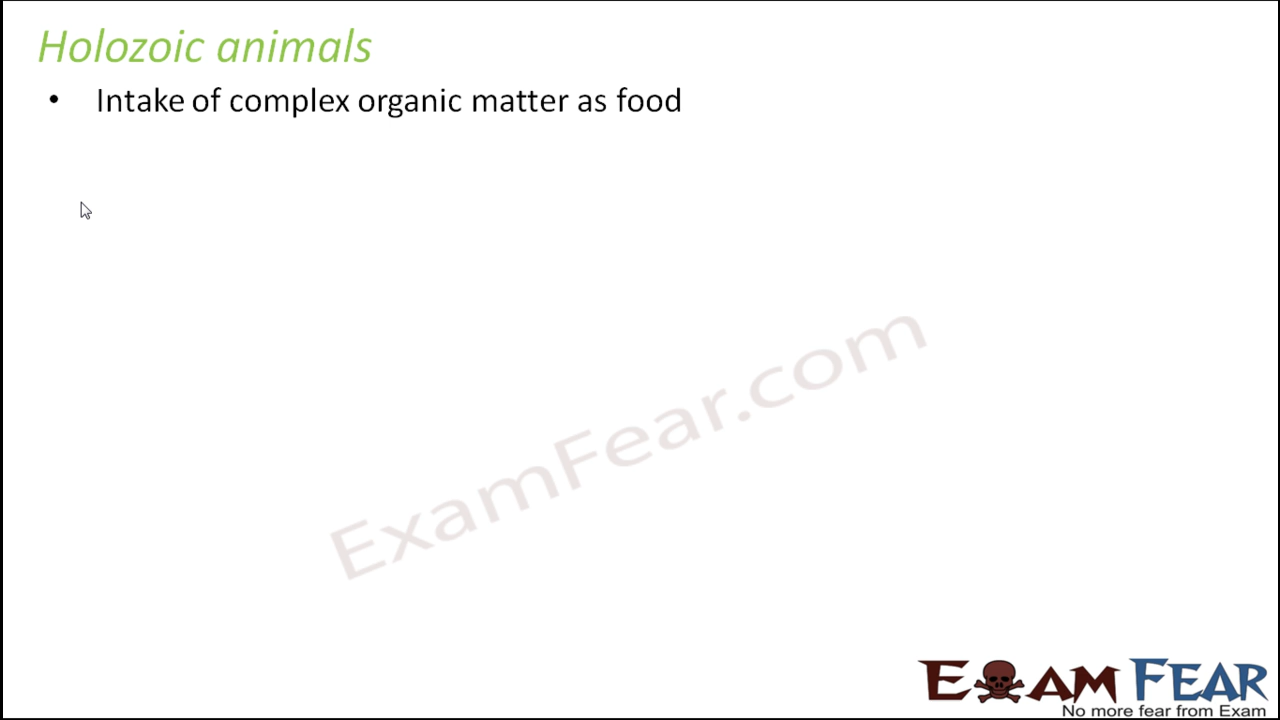 Holozoic animals
• Intake of complex organic matter as food
ExamFear.com
EXAM FEAR
No more fear from Exam